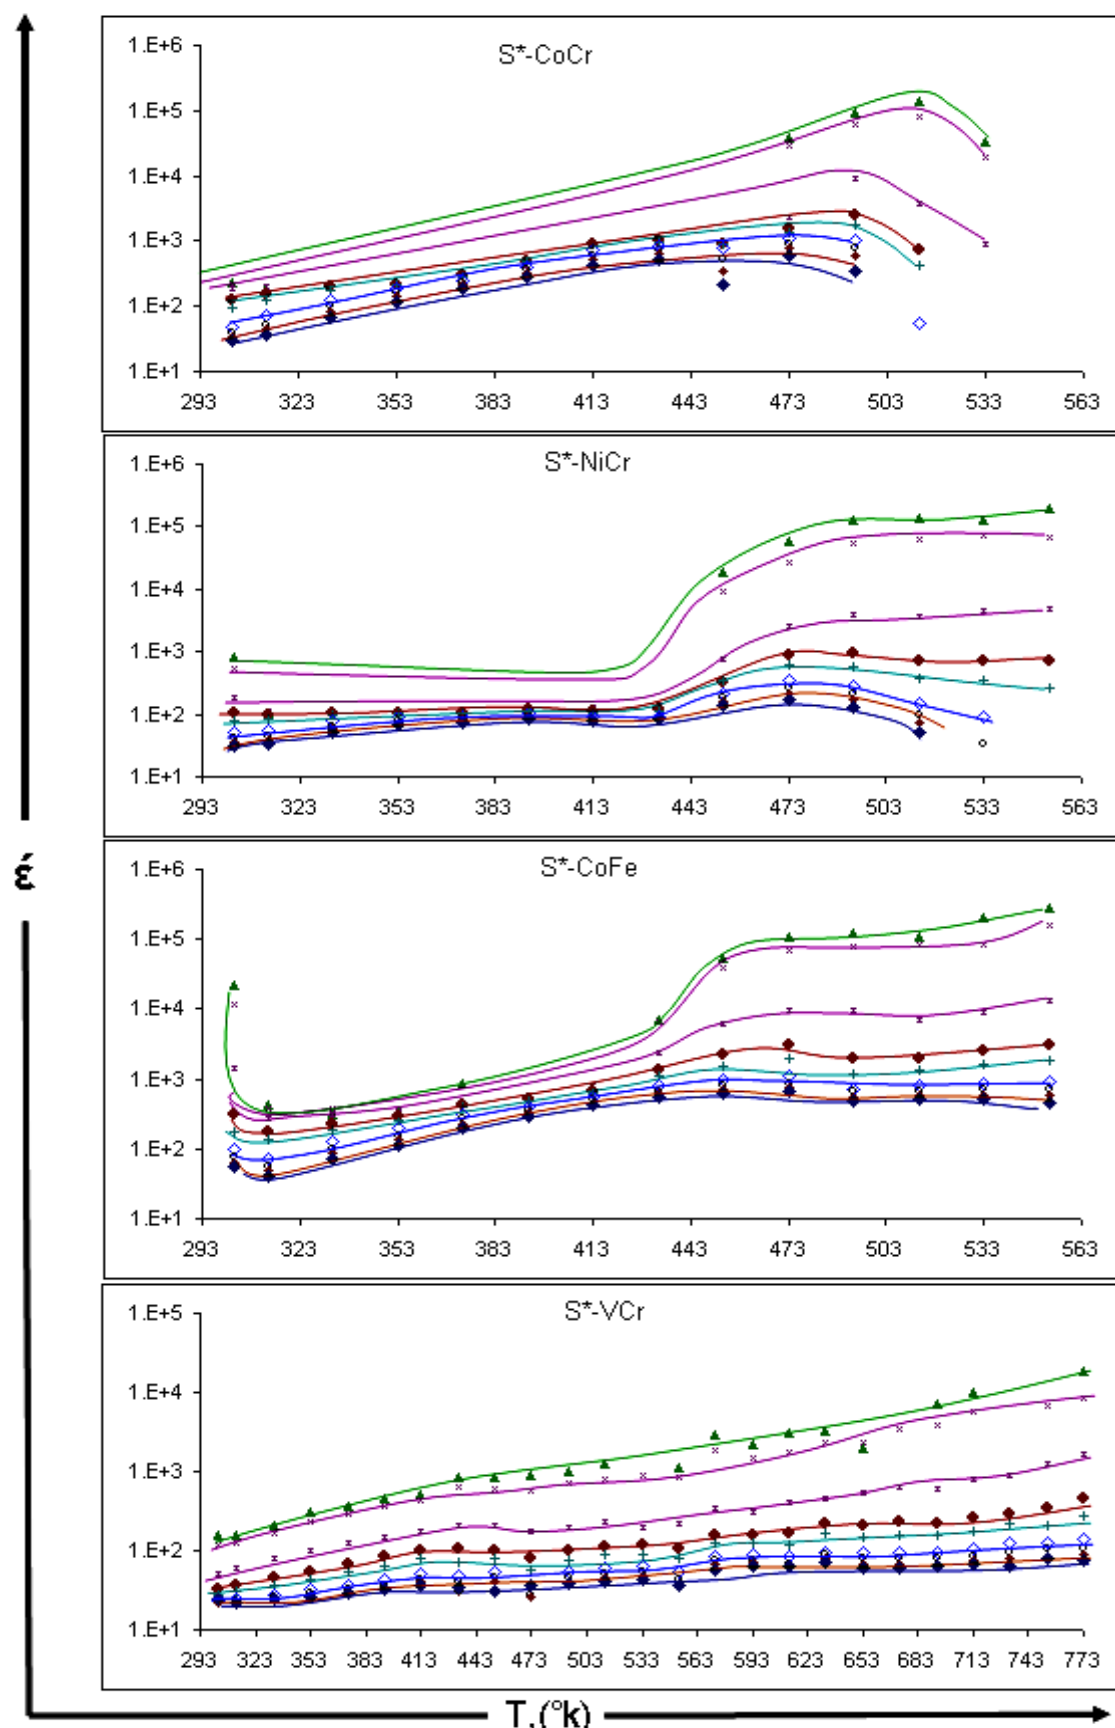 S*-CoCr
1.E+6
1.E+5
1.E+4
1.E+3
1.E+2
1.E+1
293 323 353 383 413 443 473 503 533 563
S*-NiCr
1.E+6
1.E+5
1.E+4
1.E+3
1.E+2
1.E+1
293 323 353 383 413 443 473 503 533 563
S*-CoFe
1.E+6
1.E+5
1.E+4
1.E+3
1.E+2
1.E+1
293 323 353 383 413 443 473 503 533 563
έ
S*-VCr
1.E+5
1.E+4
1.E+3
1.E+2
1.E+1
293 323 353 383 413 443 473 503 533 563 593 623 653 683 713 743 773
T,(°k)